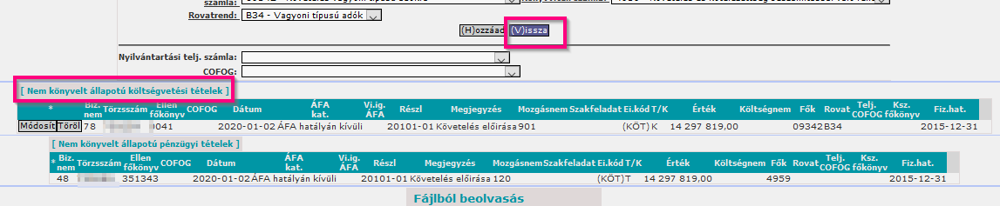 számla:
Rovatrend: B34 - Vagyoni típusú adók
(H)ozzáad (V)issza
Nyilvántartási telj. számla:
COFOG:
[ Nem könyvelt állapotú költségvetési tételek ]
* Biz. nem Törzsszám Ellen főkönyv COFOG Dátum ÁFA kat. Vi.ig. ÁFA Részl Megjegyzés Mozgásnem Szakfeladat Ei.kód T/K Érték Költségnem Fők Rovat Telj. COFOG Ksz. főkönyv Fiz.hat.
Módosít Töröl 78 0041 2020-01-02 ÁFA hatályán kívüli 20101-01 Követelés előírása 901 (KÖT) K 14 297 819,00 09342 B34 2015-12-31
[ Nem könyvelt állapotú pénzügyi tételek ]
* Biz. nem Törzsszám Ellen főkönyv COFOG Dátum ÁFA kat. Vi.ig. ÁFA Részl Megjegyzés Mozgásnem Szakfeladat Ei.kód T/K Érték Költségnem Fők Rovat Telj. COFOG Ksz. főkönyv Fiz.hat.
48 351343 2020-01-02 ÁFA hatályán kívüli 20101-01 Követelés előírása 120 (KÖT) T 14 297 819,00 4959 2015-12-31
Fájlból beolvasás